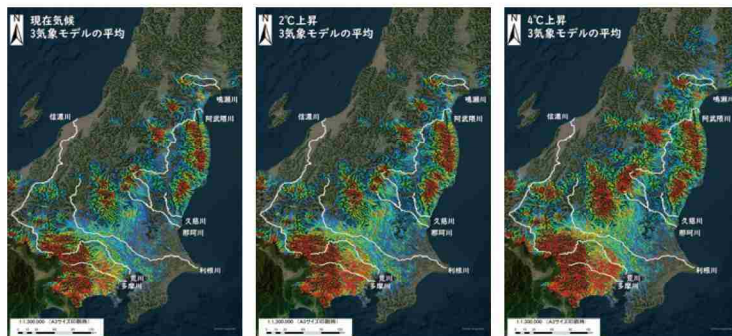 現在気候
3気象モデルの平均
鳴瀬川
信濃川
阿武隈川
久慈川
那珂川
利根川
荒川
多摩川
2℃上昇
3気象モデルの平均
鳴瀬川
信濃川
阿武隈川
久慈川
那珂川
利根川
荒川
多摩川
4℃上昇
3気象モデルの平均
鳴瀬川
信濃川
阿武隈川
久慈川
那珂川
利根川
荒川
多摩川